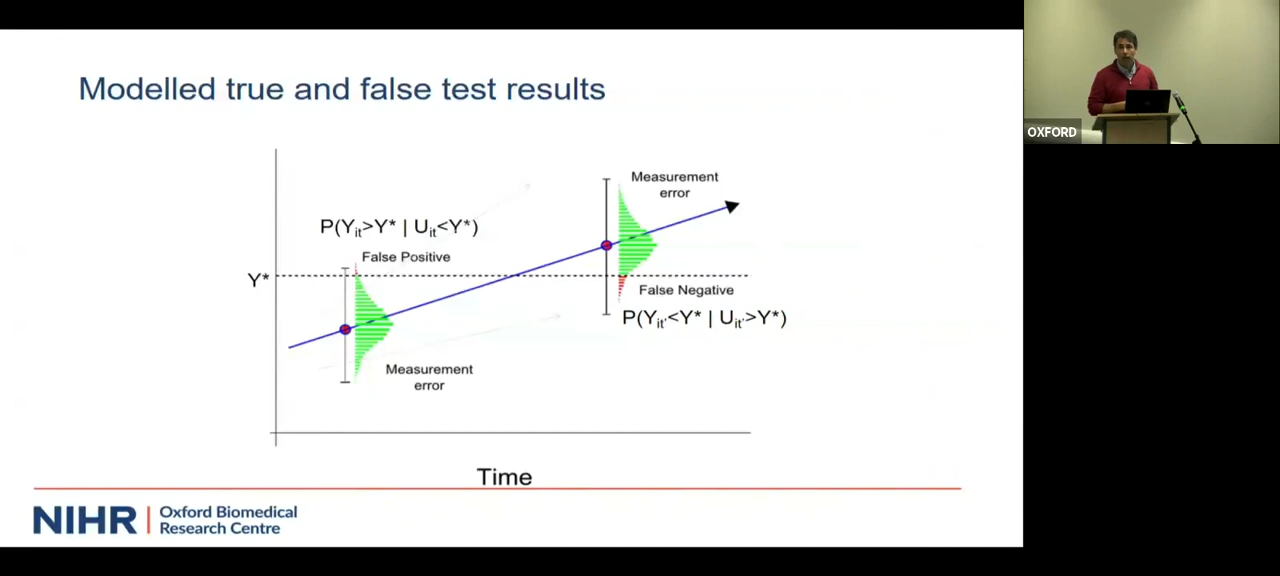 Modelled true and false test results
Measurement
error
P(Yit>Y* | Uit<Y*)
False Positive
Y*
False Negative
P(Yit'<Y* | Uit'>Y*)
Measurement
error
Time
NIHR | Oxford Biomedical
Research Centre
OXFORD